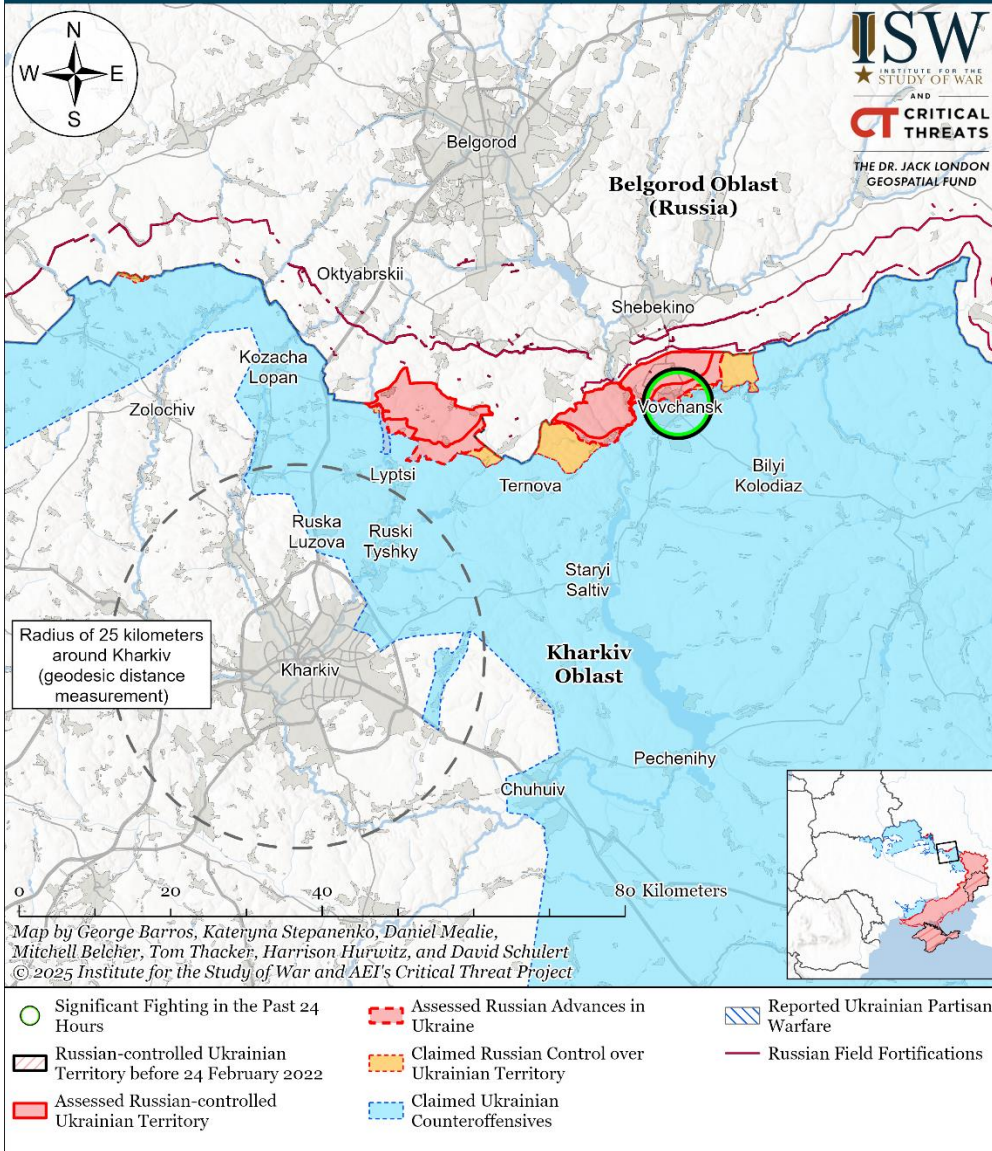 N
W E
S
ISW
INSTITUTE FOR THE
STUDY OF WAR
AND
CT CRITICAL
THREATS
THE DR. JACK LONDON
GEOSPATIAL FUND
Belgorod
Belgorod Oblast
(Russia)
Oktyabrskii
Shebekino
Kozacha
Lopan
Zolochiv
Vovchansk
Lyptsi
Ternova
Bilyi
Kolodiaz
Ruska
Luzova
Ruski
Tyshky
Staryi
Saltiv
Radius of 25 kilometers
around Kharkiv
(geodesic distance
measurement)
Kharkiv
Kharkiv
Oblast
Pechenihy
Chuhuiv
0 20 40 80 Kilometers
Map by George Barros, Kateryna Stepanenko, Daniel Mealie,
Mitchell Belcher, Tom Thacker, Harrison Hurwitz, and David Schulert
© 2025 Institute for the Study of War and AEI's Critical Threat Project
Significant Fighting in the Past 24
Hours
Russian-controlled Ukrainian
Territory before 24 February 2022
Assessed Russian-controlled
Ukrainian Territory
Assessed Russian Advances in
Ukraine
Claimed Russian Control over
Ukrainian Territory
Claimed Ukrainian
Counteroffensives
Reported Ukrainian Partisan
Warfare
Russian Field Fortifications